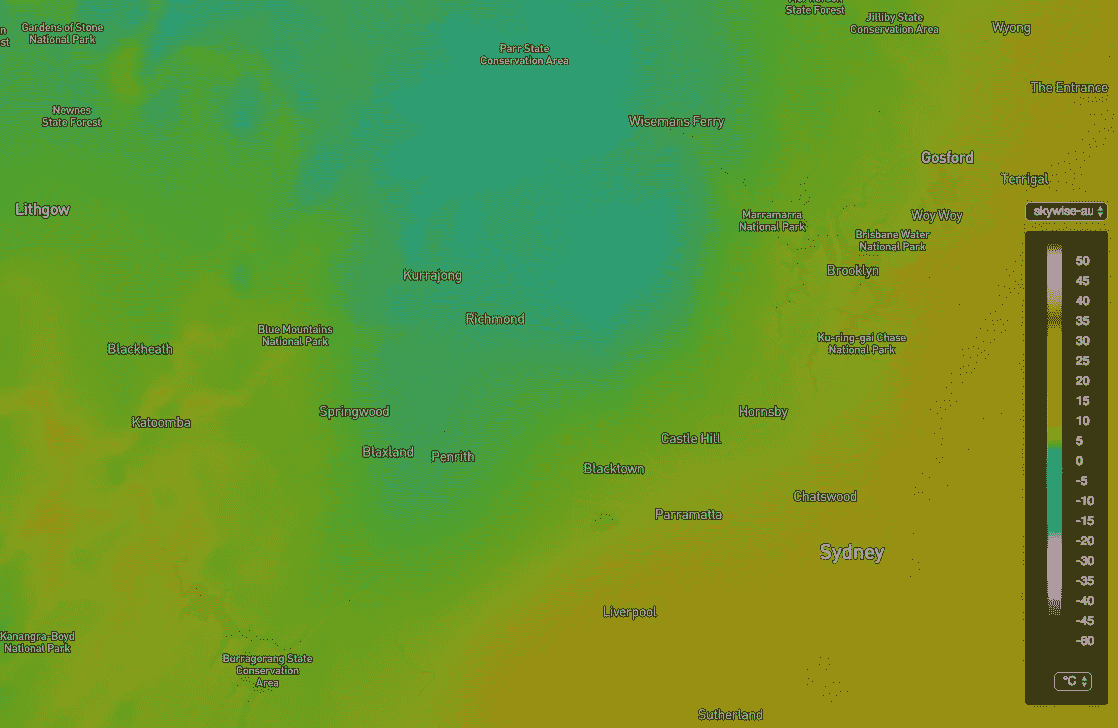 State Forest
Gardens of Stone
National Park
Jilliby State
Conservation Area
Wyong
n
st
Parr State
Conservation Area
The Entrance
Newnes
State Forest
Wisemans Ferry
Gosford
Terrigal
Lithgow
Marramarra
National Park
Woy Woy
skywise-au
Brisbane Water
National Park
Kurrajong
Brooklyn
Richmond
Blue Mountains
National Park
Ku-ring-gai Chase
National Park
Blackheath
Springwood
Hornsby
Katoomba
Castle Hill
Blaxland
Penrith
Blacktown
Chatswood
Parramatta
Sydney
Liverpool
Kanangra-Boyd
National Park
Burragorang State
Conservation
Area
Sutherland
50
45
40
35
30
25
20
15
10
5
0
-5
-10
-15
-20
-30
-35
-40
-45
-60
°C